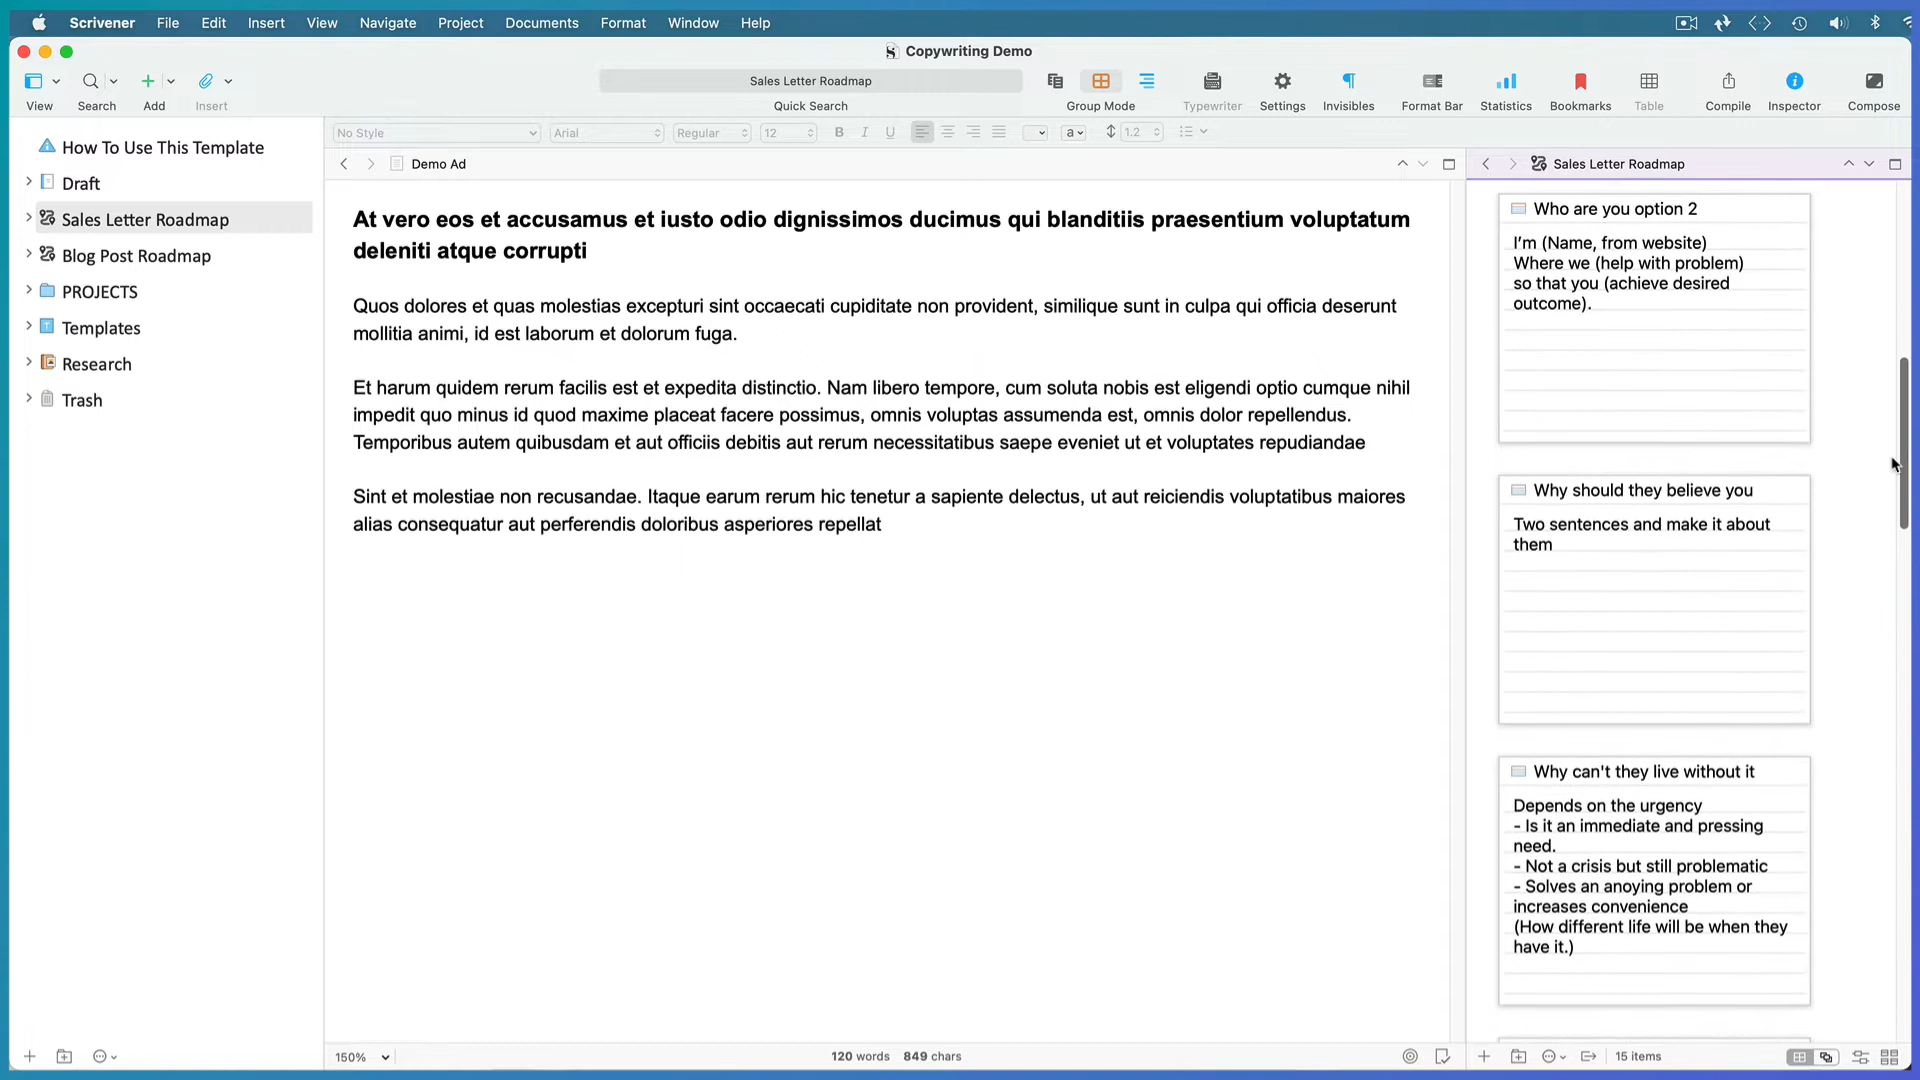 Scrivener File Edit Insert View Navigate Project Documents Format Window Help
Copywriting Demo
Sales Letter Roadmap
View Search Add Insert Quick Search Group Mode Typewriter Settings Invisibles Format Bar Statistics Bookmarks Table Compile Inspector Compose
No Style Arial Regular 12 B I U a 1.2
How To Use This Template
Draft
Sales Letter Roadmap
Blog Post Roadmap
PROJECTS
Templates
Research
Trash
Demo Ad
At vero eos et accusamus et iusto odio dignissimos ducimus qui blanditiis praesentium voluptatum
deleniti atque corrupti
Quos dolores et quas molestias excepturi sint occaecati cupiditate non provident, similique sunt in culpa qui officia deserunt
mollitia animi, id est laborum et dolorum fuga.
Et harum quidem rerum facilis est et expedita distinctio. Nam libero tempore, cum soluta nobis est eligendi optio cumque nihil
impedit quo minus id quod maxime placeat facere possimus, omnis voluptas assumenda est, omnis dolor repellendus.
Temporibus autem quibusdam et aut officiis debitis aut rerum necessitatibus saepe eveniet ut et voluptates repudiandae
Sint et molestiae non recusandae. Itaque earum rerum hic tenetur a sapiente delectus, ut aut reiciendis voluptatibus maiores
alias consequatur aut perferendis doloribus asperiores repellat
150%
120 words 849 chars
Sales Letter Roadmap
Who are you option 2
I'm (Name, from website)
Where we (help with problem)
so that you (achieve desired
outcome).
Why should they believe you
Two sentences and make it about
them
Why can't they live without it
Depends on the urgency
- Is it an immediate and pressing
need.
- Not a crisis but still problematic
- Solves an anoying problem or
increases convenience
(How different life will be when they
have it.)
15 items